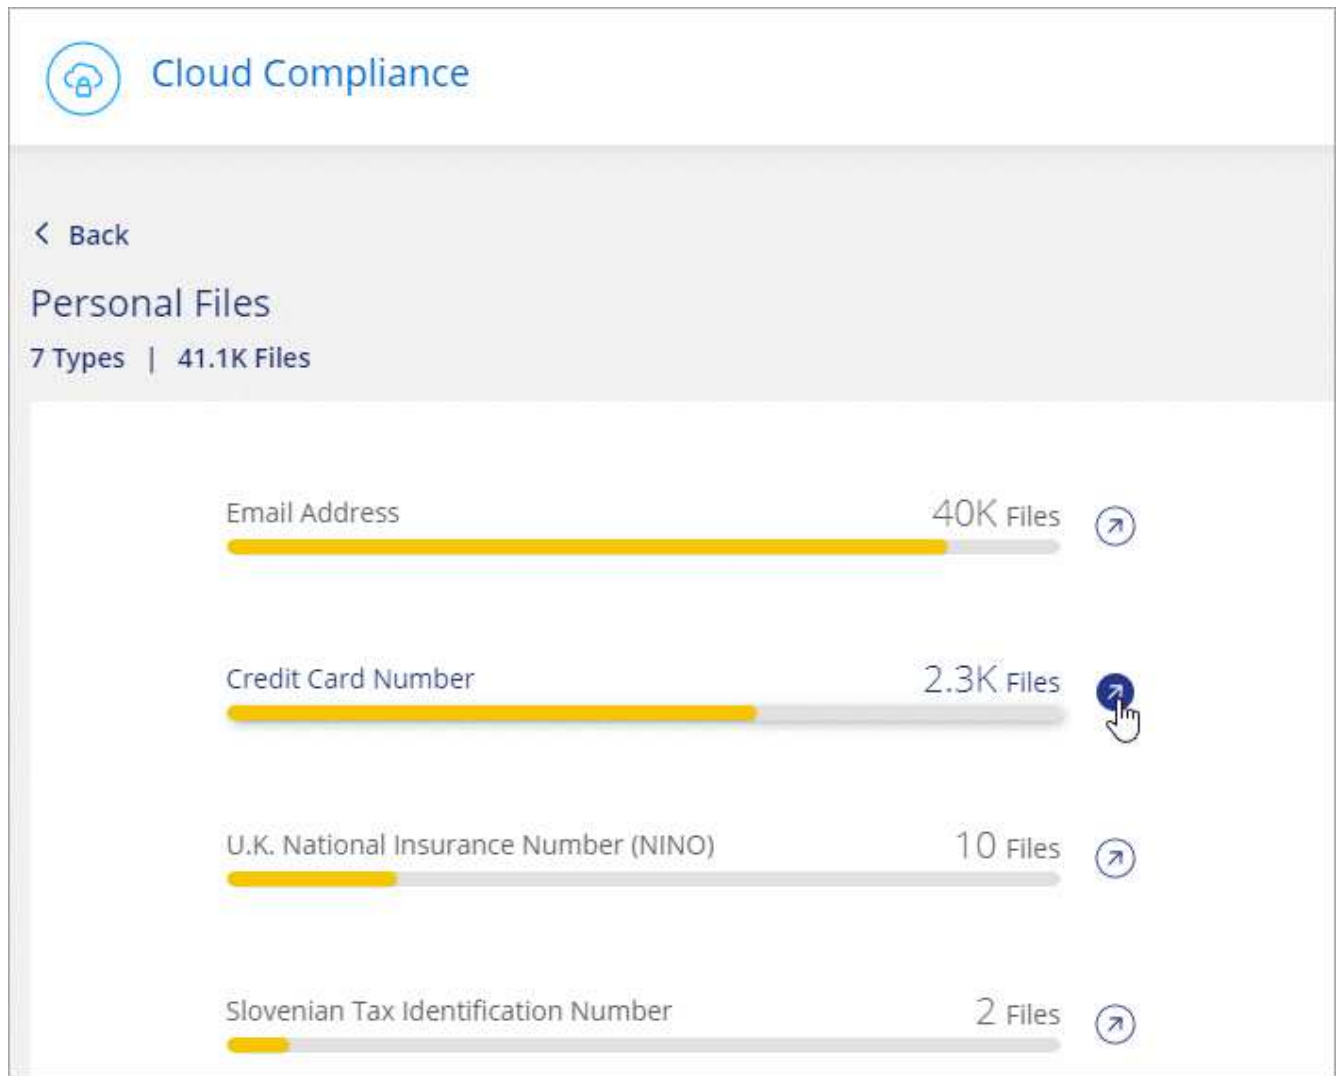 Cloud Compliance
Back
Personal Files
7 Types | 41.1K Files
Email Address 40K Files
Credit Card Number 2.3K Files
U.K. National Insurance Number (NINO) 10 Files
Slovenian Tax Identification Number 2 Files